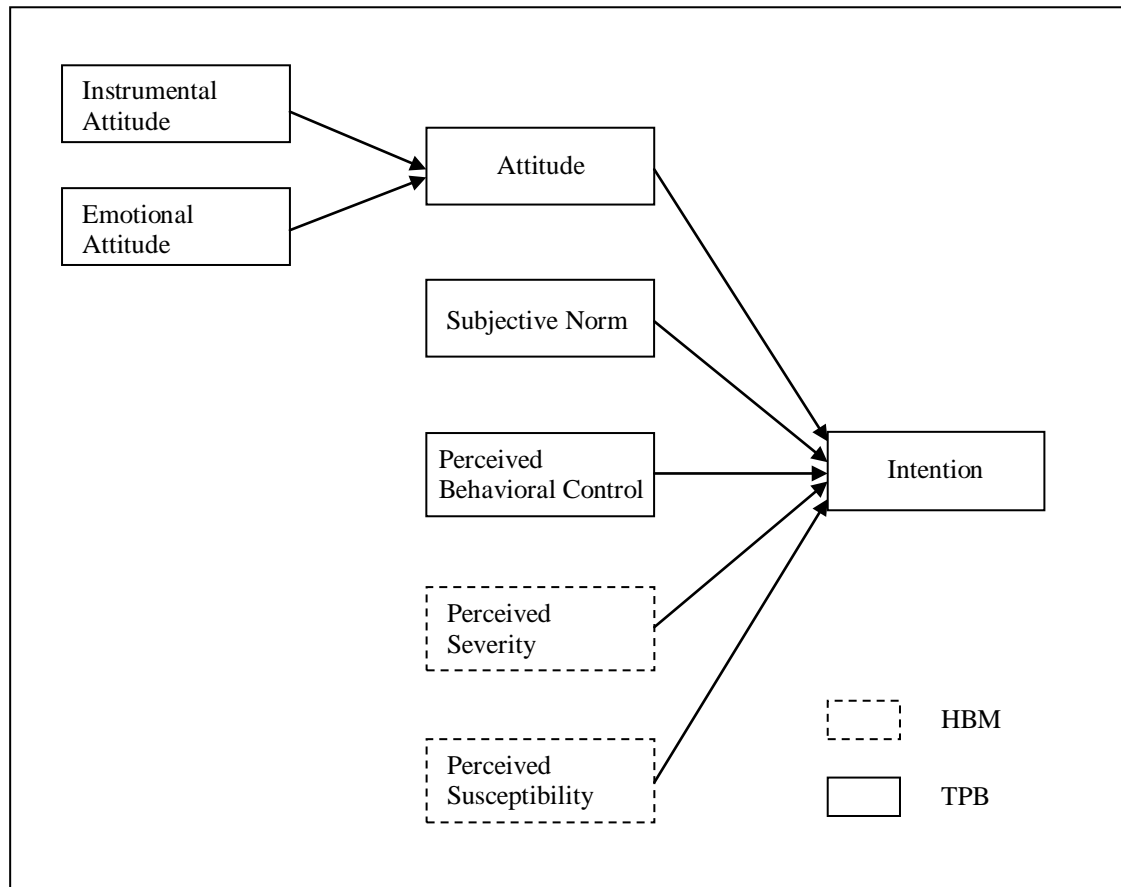 Instrumental
Attitude
Attitude
Emotional
Attitude
Subjective Norm
Perceived
Behavioral Control
Intention
Perceived
Severity
HBM
Perceived
Susceptibility
TPB